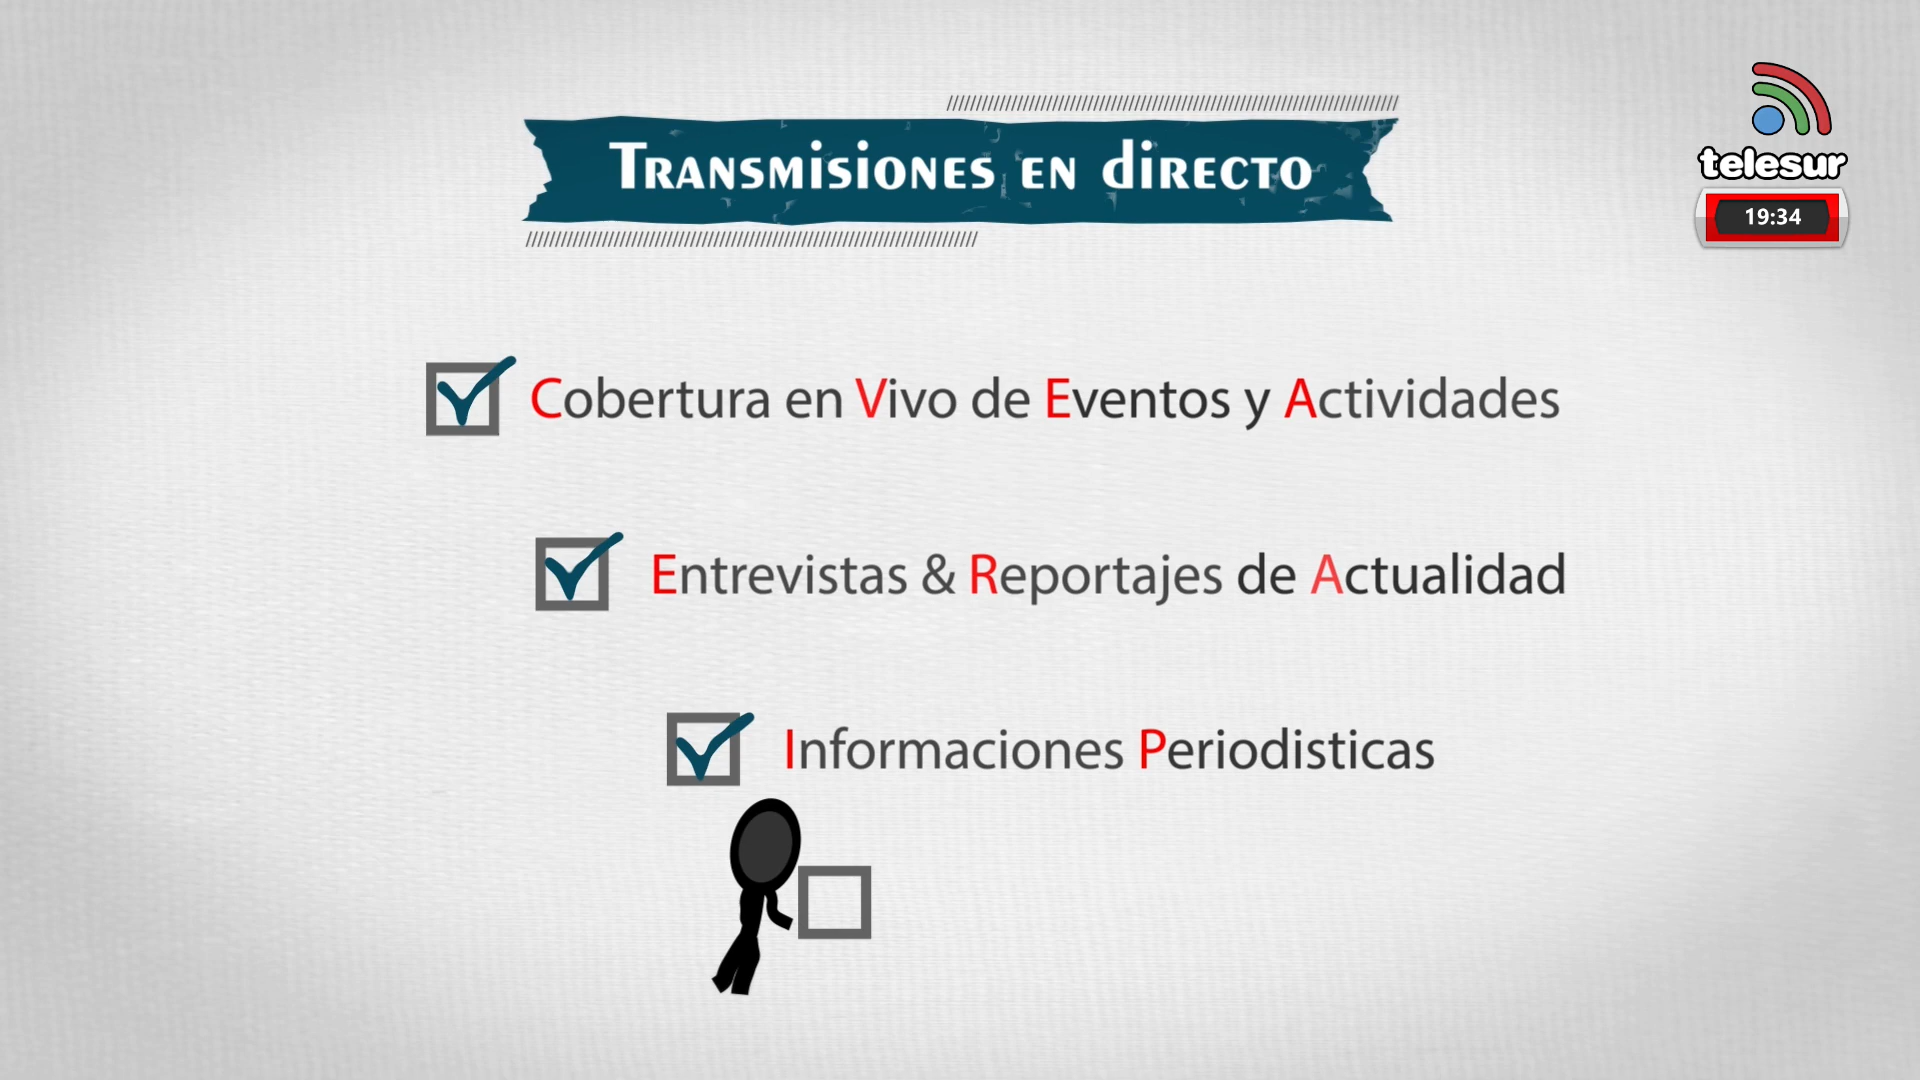 Transmisiones en directo
telesur
19:34
Cobertura en Vivo de Eventos y Actividades
Entrevistas & Reportajes de Actualidad
Informaciones Periodisticas